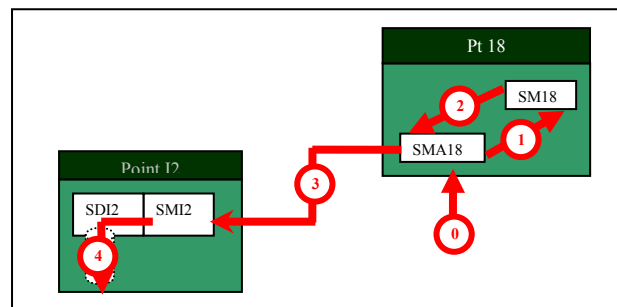 Pt 18
2
SM18
1
SMA18
Point I2
3
SDI2 SMI2
0
4